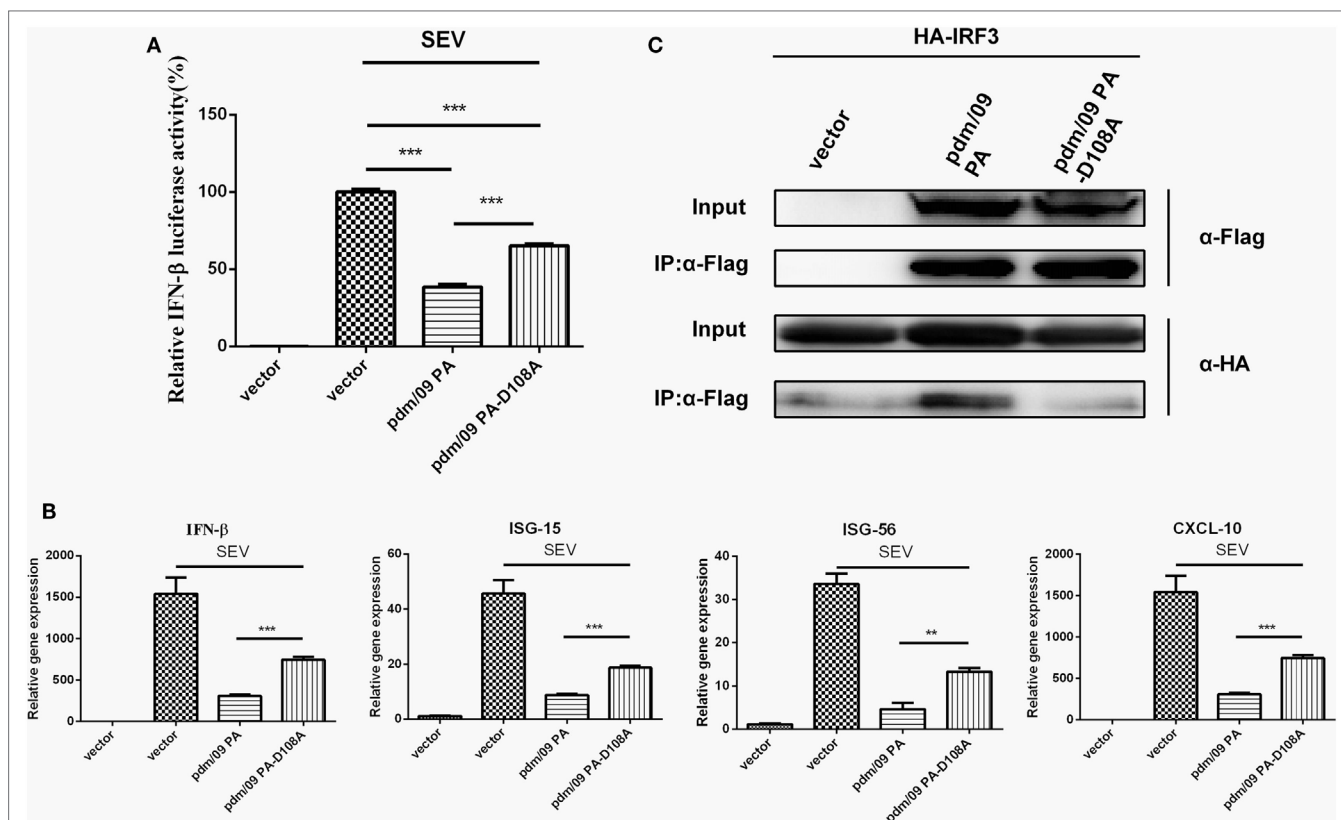 A
SEV
Relative IFN-β luciferase activity(%)
150
100
50
0
***
***
***
vector
vector
pdm/09 PA
pdm/09 PA-D108A
C
HA-IRF3
vector
pdm/09
PA
pdm/09 PA
-D108A
Input
IP:α-Flag
α-Flag
Input
IP:α-Flag
α-HA
B
IFN-β
SEV
Relative gene expression
2000
1500
1000
500
0
***
vector
vector
pdm/09 PA
pdm/09 PA-D108A
ISG-15
SEV
Relative gene expression
60
40
20
0
***
vector
vector
pdm/09 PA
pdm/09 PA-D108A
ISG-56
SEV
Relative gene expression
40
30
20
10
0
**
vector
vector
pdm/09 PA
pdm/09 PA-D108A
CXCL-10
SEV
Relative gene expression
2000
1500
1000
500
0
***
vector
vector
pdm/09 PA
pdm/09 PA-D108A